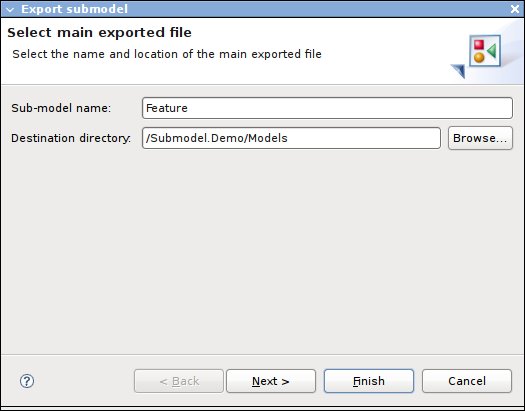 Export submodel
Select main exported file
Select the name and location of the main exported file
Sub-model name: Feature
Destination directory: /Submodel.Demo/Models Browse...
? < Back Next > Finish Cancel